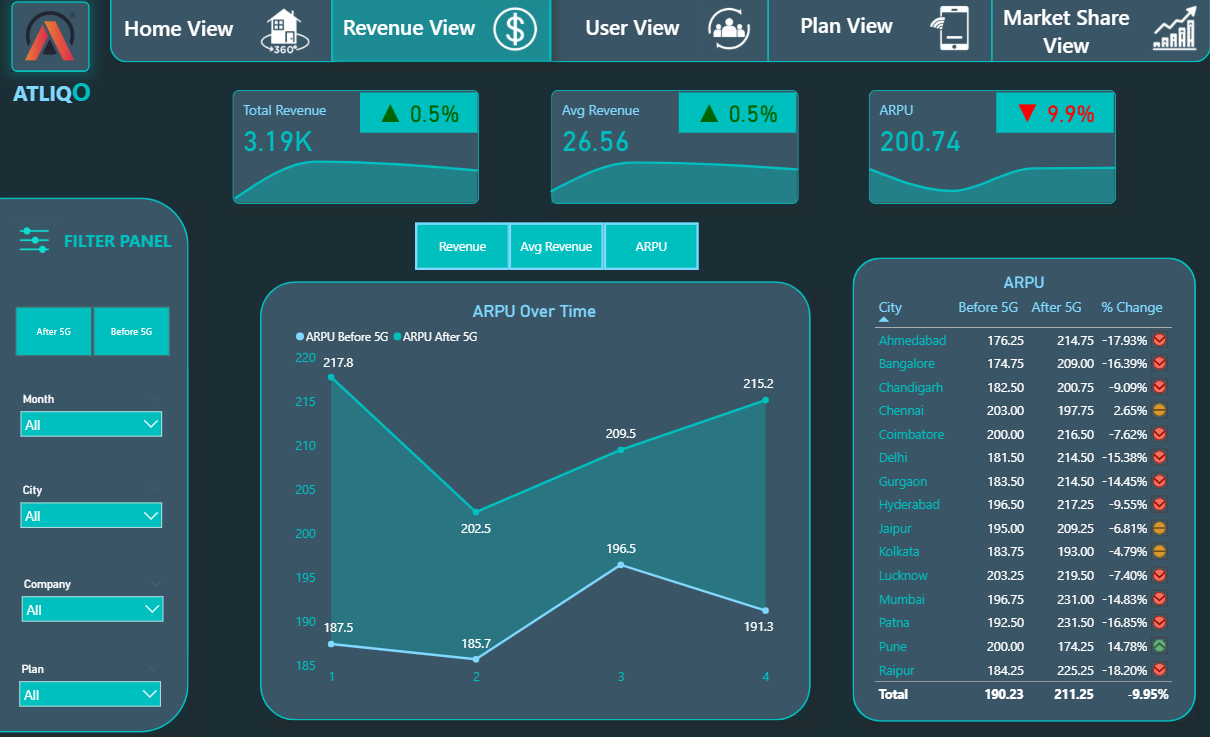 Home View
360°
Revenue View
$
User View
Plan View
Market Share
View
ATLIQO
Total Revenue
▲ 0.5%
3.19K
Avg Revenue
▲ 0.5%
26.56
ARPU
▼ 9.9%
200.74
FILTER PANEL
After 5G
Before 5G
Month
All
City
All
Company
All
Plan
All
Revenue
Avg Revenue
ARPU
ARPU Over Time
ARPU Before 5G ARPU After 5G
220
215
210
205
200
195
190
185
217.8
202.5
209.5
215.2
187.5
185.7
196.5
191.3
1 2 3 4
ARPU
City Before 5G After 5G % Change
Ahmedabad 176.25 214.75 -17.93%
Bangalore 174.75 209.00 -16.39%
Chandigarh 182.50 200.75 -9.09%
Chennai 203.00 197.75 2.65%
Coimbatore 200.00 216.50 -7.62%
Delhi 181.50 214.50 -15.38%
Gurgaon 183.50 214.50 -14.45%
Hyderabad 196.50 217.25 -9.55%
Jaipur 195.00 209.25 -6.81%
Kolkata 183.75 193.00 -4.79%
Lucknow 203.25 219.50 -7.40%
Mumbai 196.75 231.00 -14.83%
Patna 192.50 231.50 -16.85%
Pune 200.00 174.25 14.78%
Raipur 184.25 225.25 -18.20%
Total 190.23 211.25 -9.95%